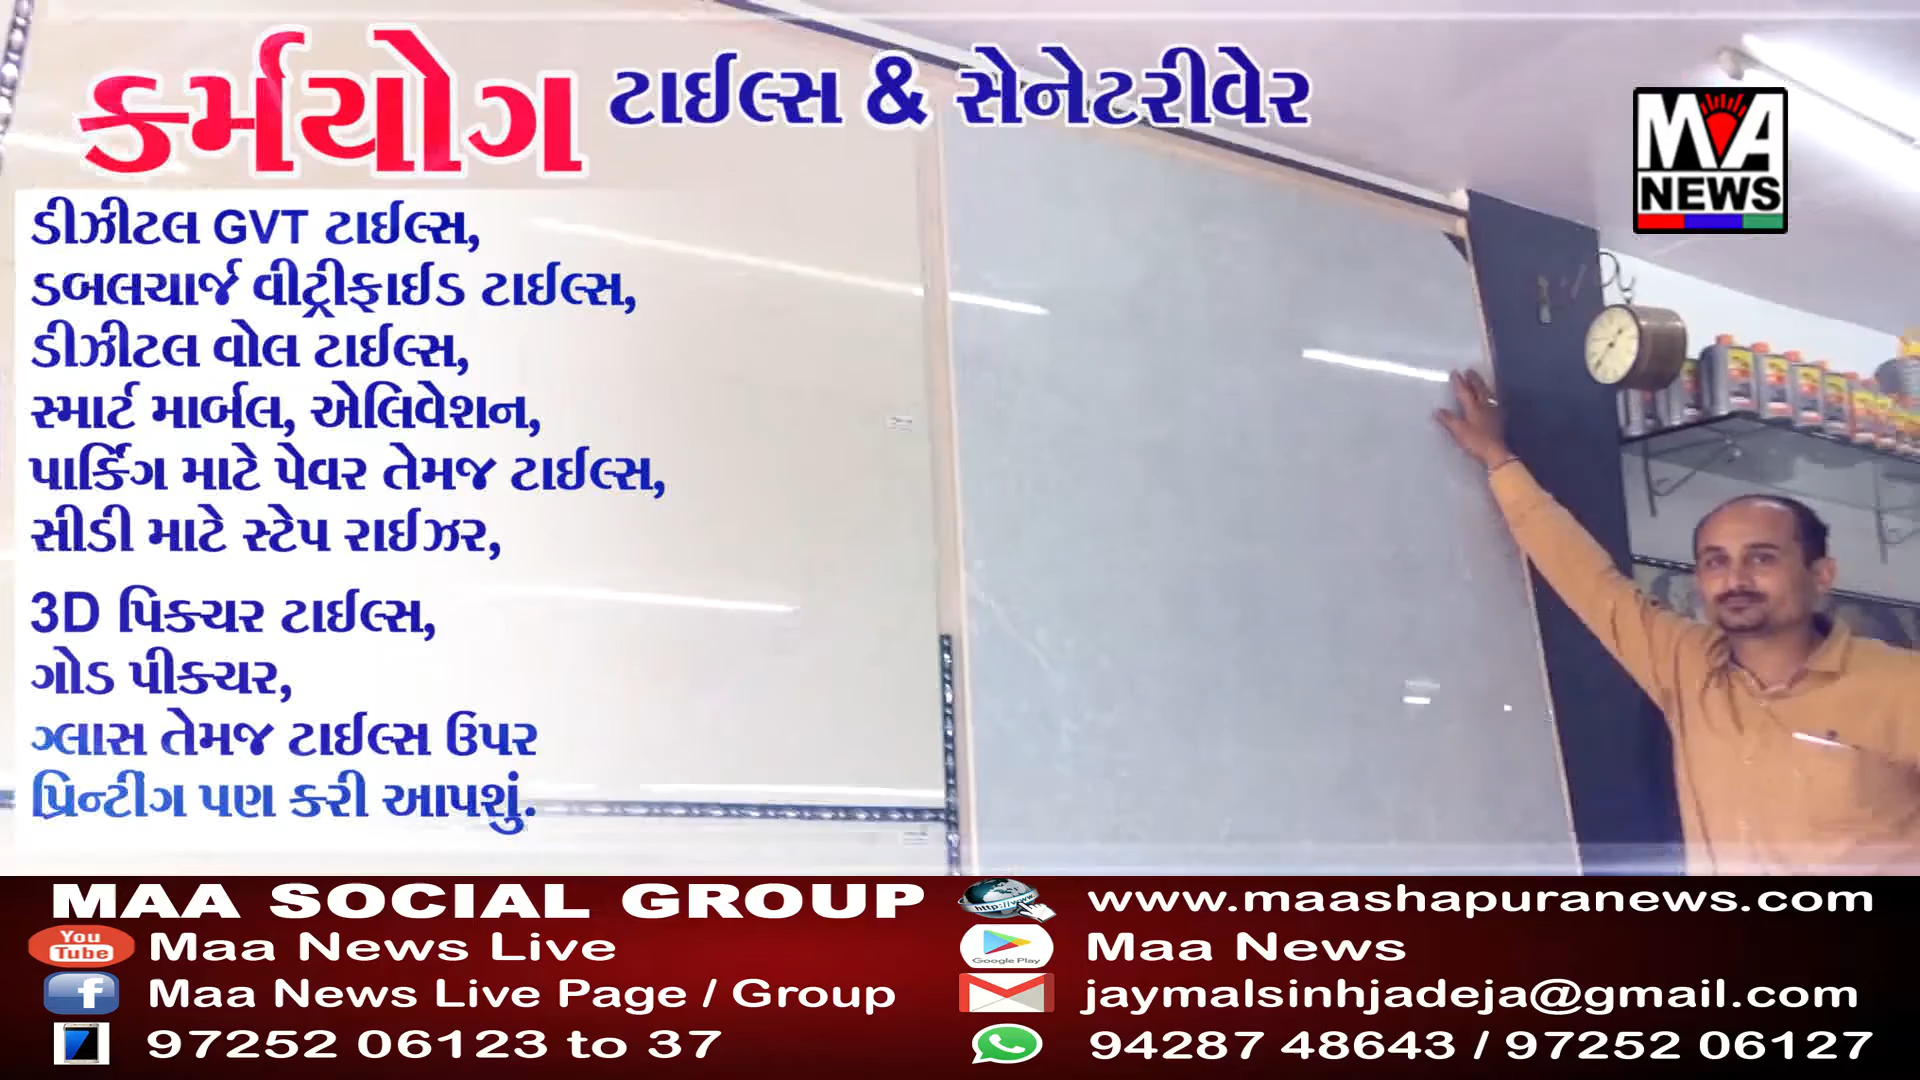 કર્મયોગ ટાઈલ્સ & સેનેટરીવેર
MAA
NEWS
ડીઝીટલ GVT ટાઈલ્સ,
ડબલચાર્જ વીટ્રીફાઈડ ટાઈલ્સ,
ડીઝીટલ વોલ ટાઈલ્સ,
સ્માર્ટ માર્બલ, એલિવેશન,
પાર્કિંગ માટે પેવર તેમજ ટાઈલ્સ,
સીડી માટે સ્ટેપ રાઈઝર,
3D પિક્ચર ટાઈલ્સ,
ગોડ પીક્ચર,
ગ્લાસ તેમજ ટાઈલ્સ ઉપર
પ્રિન્ટીંગ પણ કરી આપશું.
MAA SOCIAL GROUP
You
Tube
Maa News Live
f Maa News Live Page / Group
97252 06123 to 37
http://www
www.maashapuranews.com
Google Play
Maa News
jaymalsinhjadeja@gmail.com
94287 48643 / 97252 06127